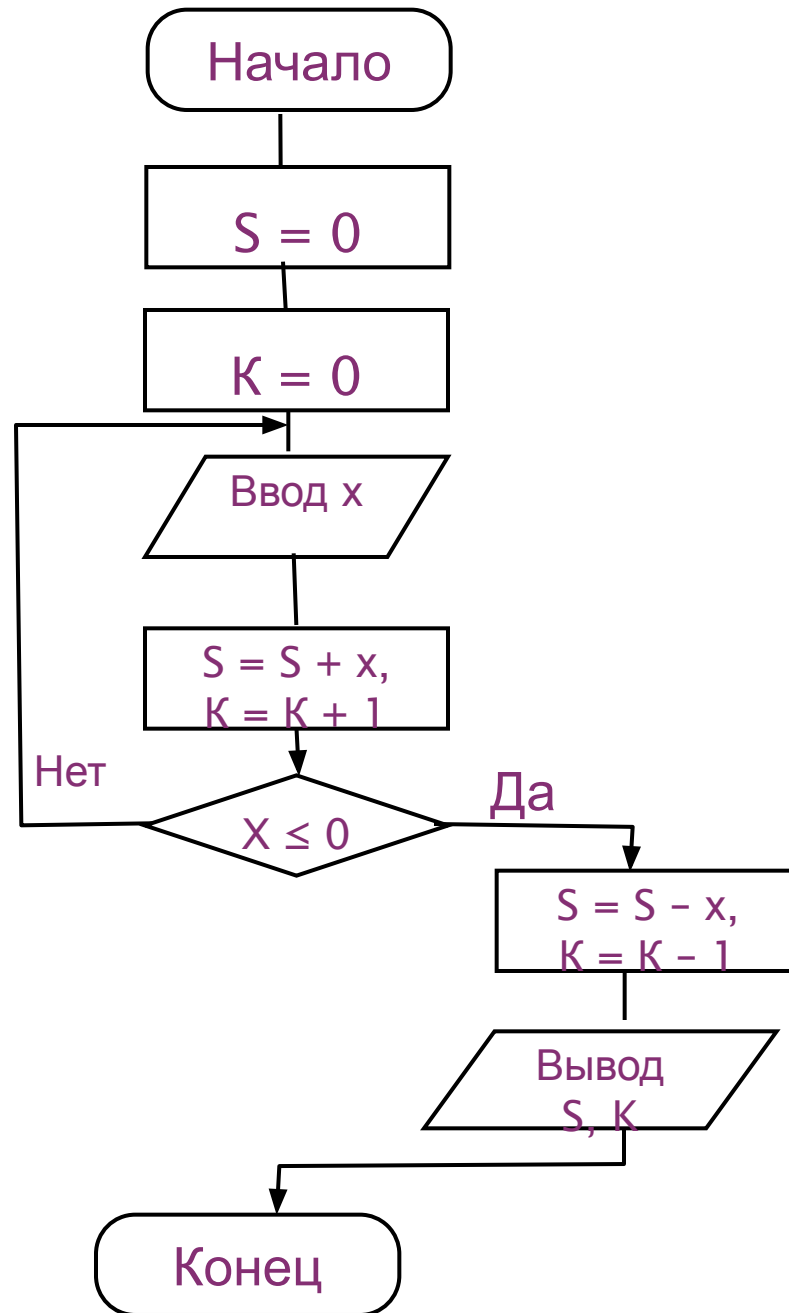 Начало
S = 0
К = 0
Ввод х
S = S + x,
К = К + 1
Нет
Да
X ≤ 0
S = S – x,
К = К – 1
Вывод
S, K
Конец